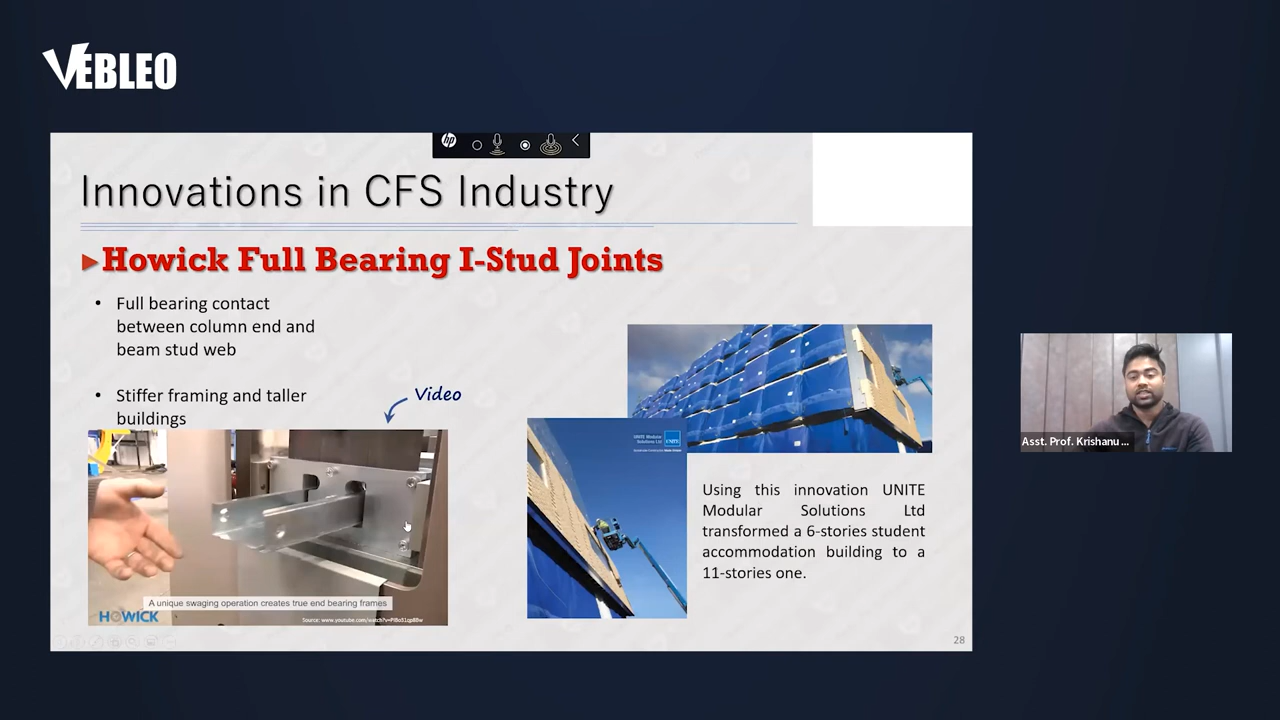 VEBLEO
hp
Innovations in CFS Industry
Howick Full Bearing I-Stud Joints
• Full bearing contact
between column end and
beam stud web
• Stiffer framing and taller
buildings
Video
A unique swaging operation creates true end bearing frames
HOWICK
UNITE Modular
Solutions Ltd
UNITE
Using this innovation UNITE
Modular Solutions Ltd
transformed a 6-stories student
accommodation building to a
11-stories one.
28
Asst. Prof. Krishanu ...